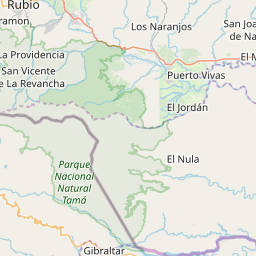 Rubio
ramon
Los Naranjos
San Joa
de Na
La Providencia
El M
San Vicente
de La Revancha
Puerto Vivas
El Jordán
El Nula
Parque
Nacional
Natural
Tamá
Gibraltar